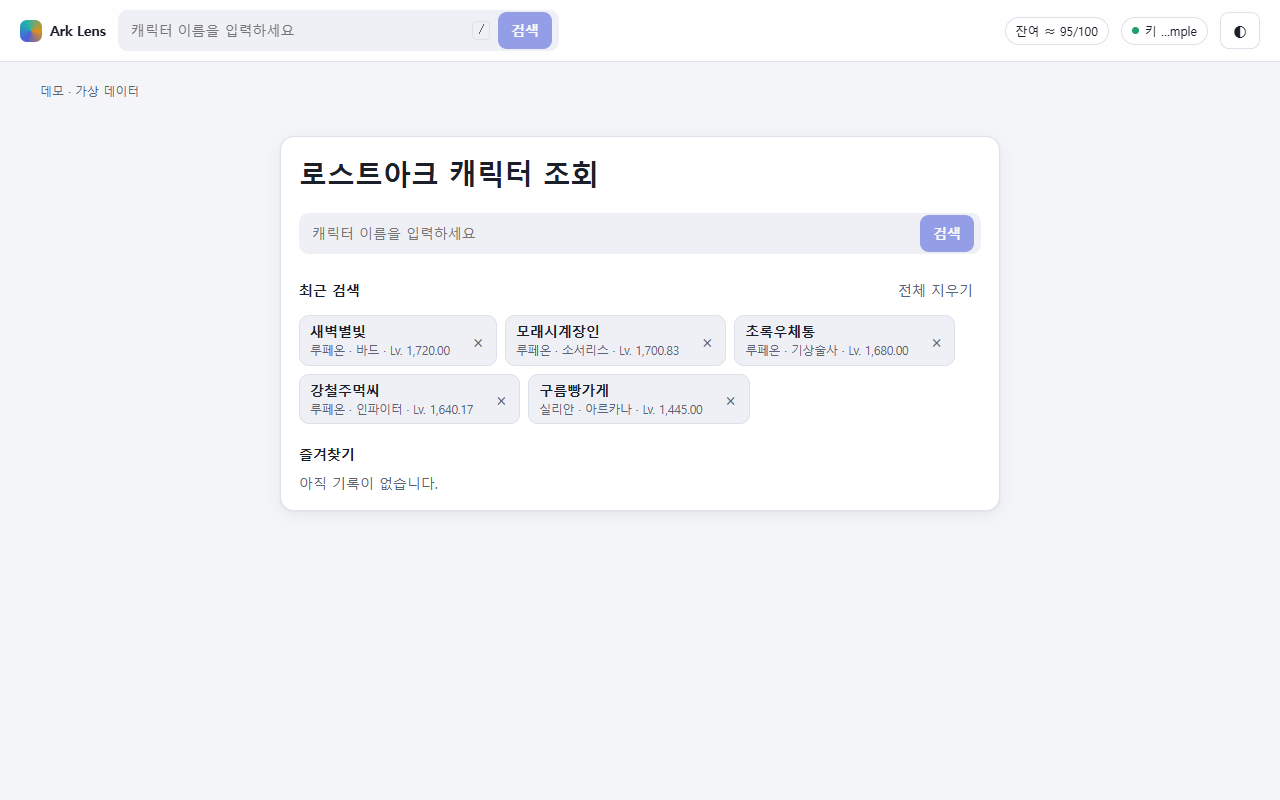 Ark Lens
캐릭터 이름을 입력하세요
/
검색
잔여 ≈ 95/100
키 …mple
데모 · 가상 데이터
로스트아크 캐릭터 조회
캐릭터 이름을 입력하세요
검색
최근 검색
전체 지우기
새벽별빛
루페온 · 바드 · Lv. 1,720.00
×
모래시계장인
루페온 · 소서리스 · Lv. 1,700.83
×
초록우체통
루페온 · 기상술사 · Lv. 1,680.00
×
강철주먹씨
루페온 · 인파이터 · Lv. 1,640.17
×
구름빵가게
실리안 · 아르카나 · Lv. 1,445.00
×
즐겨찾기
아직 기록이 없습니다.